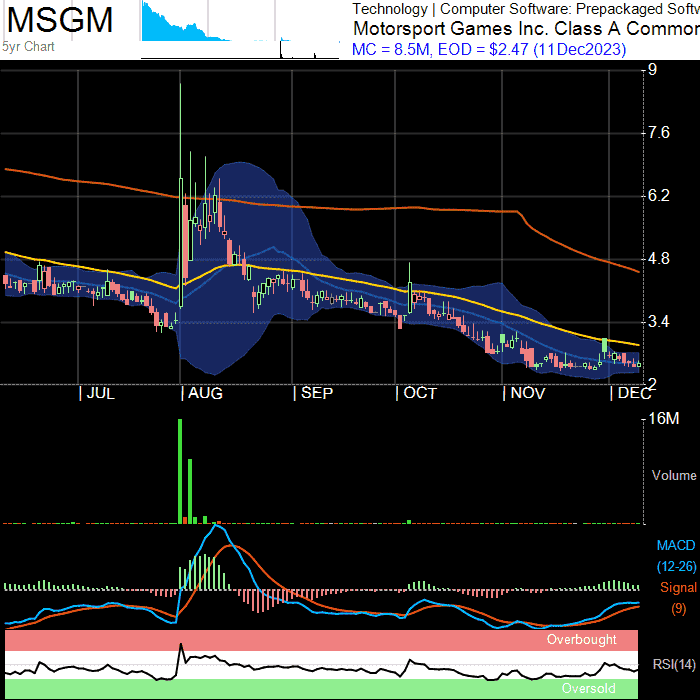 MSGM
5yr Chart
Technology | Computer Software: Prepackaged Softw
Motorsport Games Inc. Class A Common
MC = 8.5M, EOD = $2.47 (11Dec2023)
9
7.6
6.2
4.8
3.4
2
| JUL
| AUG
| SEP
| OCT
| NOV
| DEC
16M
Volume
MACD
(12-26)
Signal
(9)
Overbought
RSI(14)
Oversold